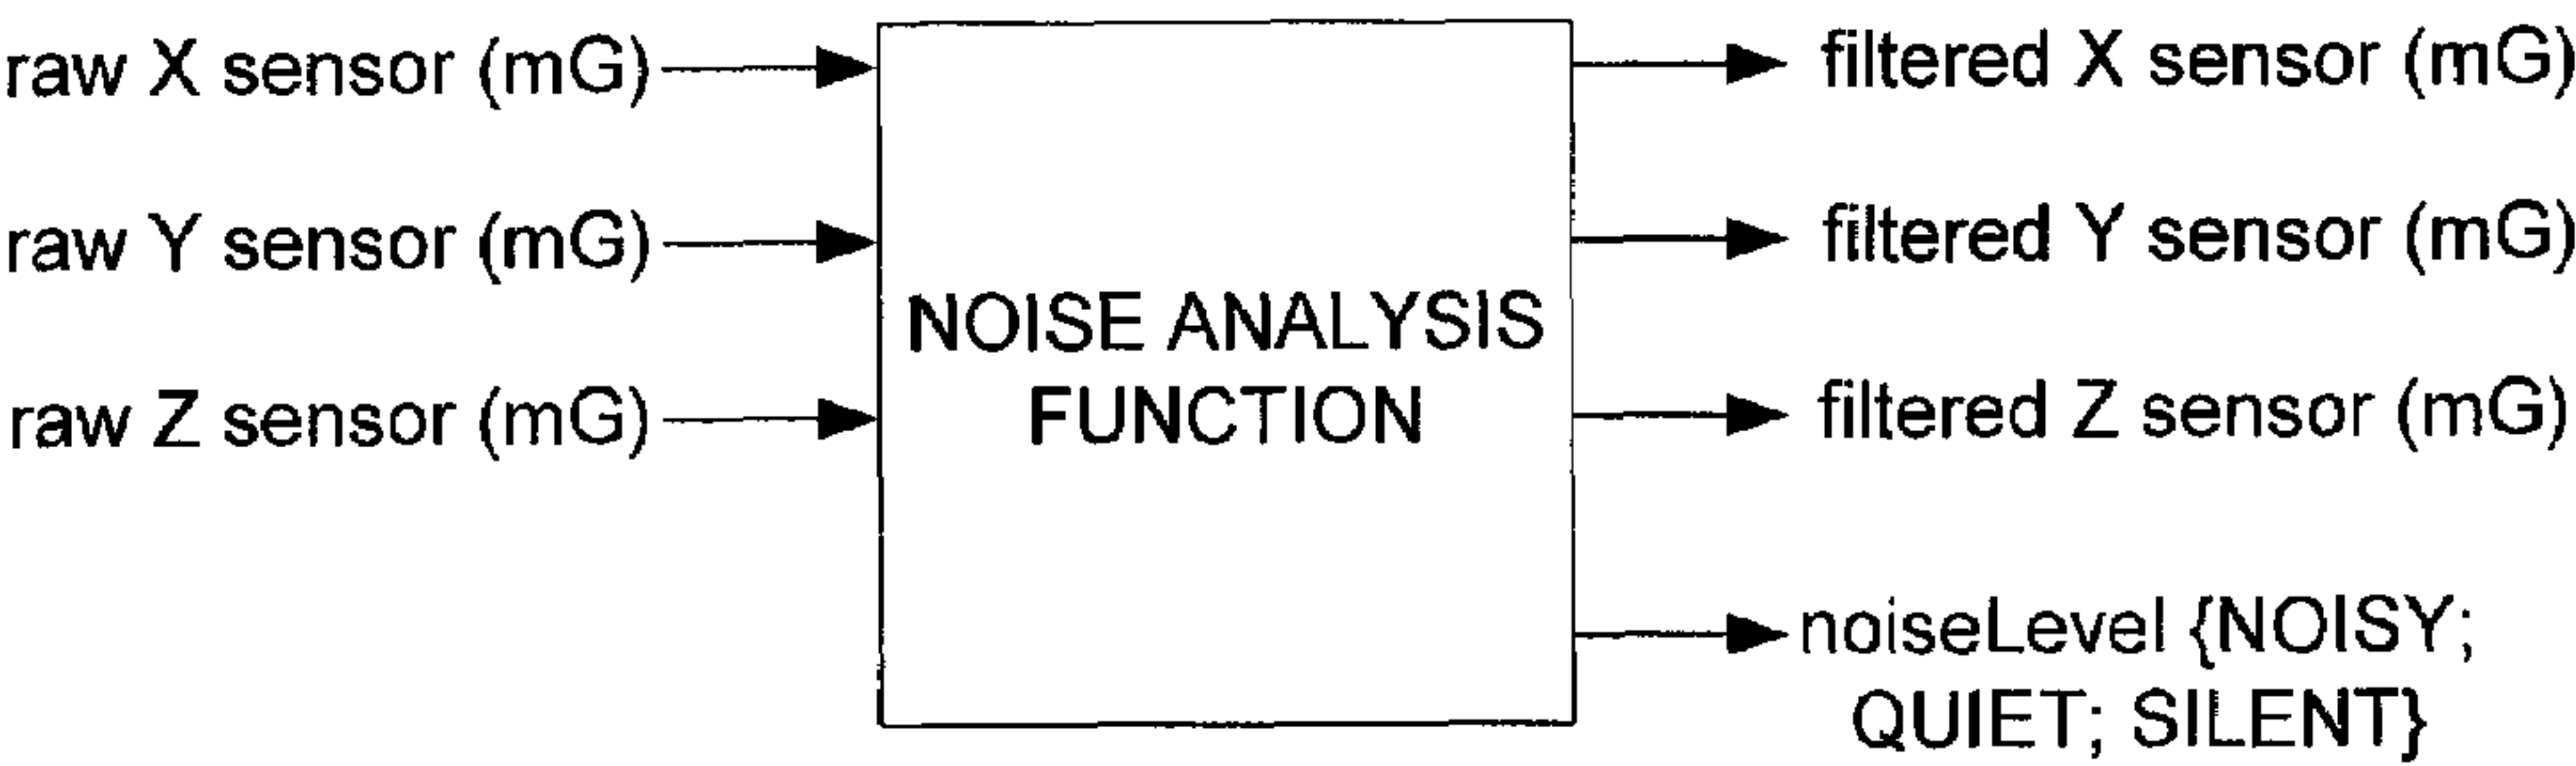 raw X sensor (mG)
raw Y sensor (mG)
raw Z sensor (mG)
NOISE ANALYSIS
FUNCTION
filtered X sensor (mG)
filtered Y sensor (mG)
filtered Z sensor (mG)
noiseLevel {NOISY;
QUIET; SILENT}